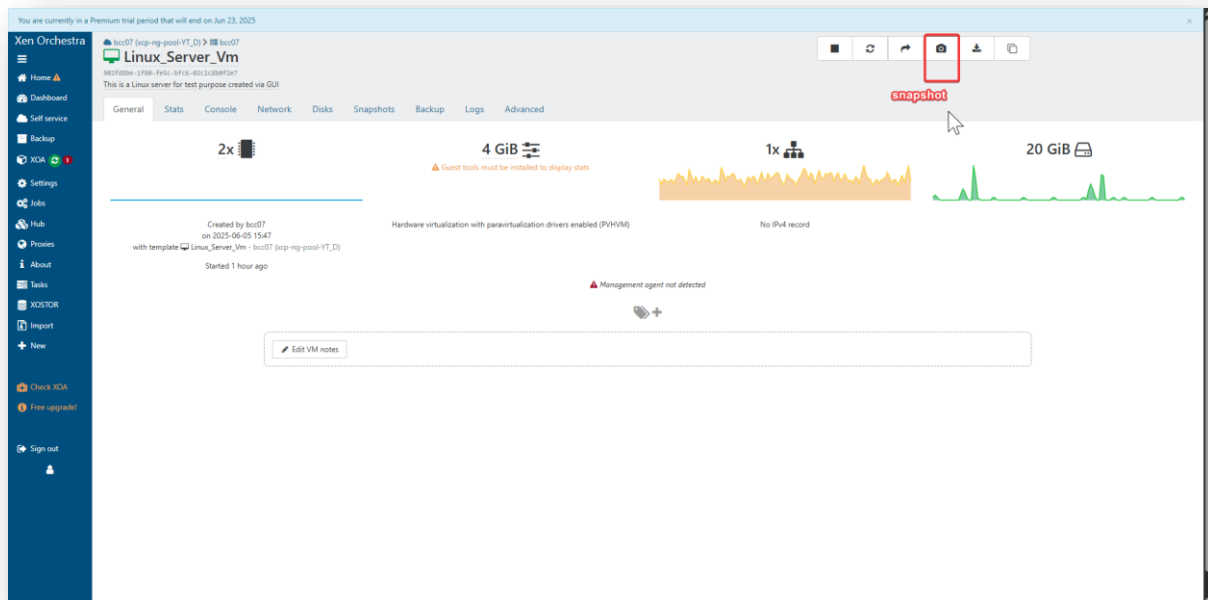 You are currently in a Premium trial period that will end on Jun 23, 2025
×
Xen Orchestra
Home
Dashboard
Self service
Backup
XOA 1
Settings
Jobs
Hub
Proxies
About
Tasks
XOSTOR
Import
New
Check XOA
Free upgrade!
Sign out
bcc07 (xcp-ng-pool-YT_D) > bcc07
Linux_Server_Vm
This is a Linux server for test purpose created via GUI
snapshot
General Stats Console Network Disks Snapshots Backup Logs Advanced
2x
4 GiB
1x
20 GiB
Guest tools must be installed to display stats
Created by bcc07
on 2025-06-05 15:47
with template Linux_Server_Vm - bcc07 (xcp-ng-pool-YT_D)
Started 1 hour ago
Hardware virtualization with paravirtualization drivers enabled (PVHVM)
No IPv4 record
Management agent not detected
Edit VM notes